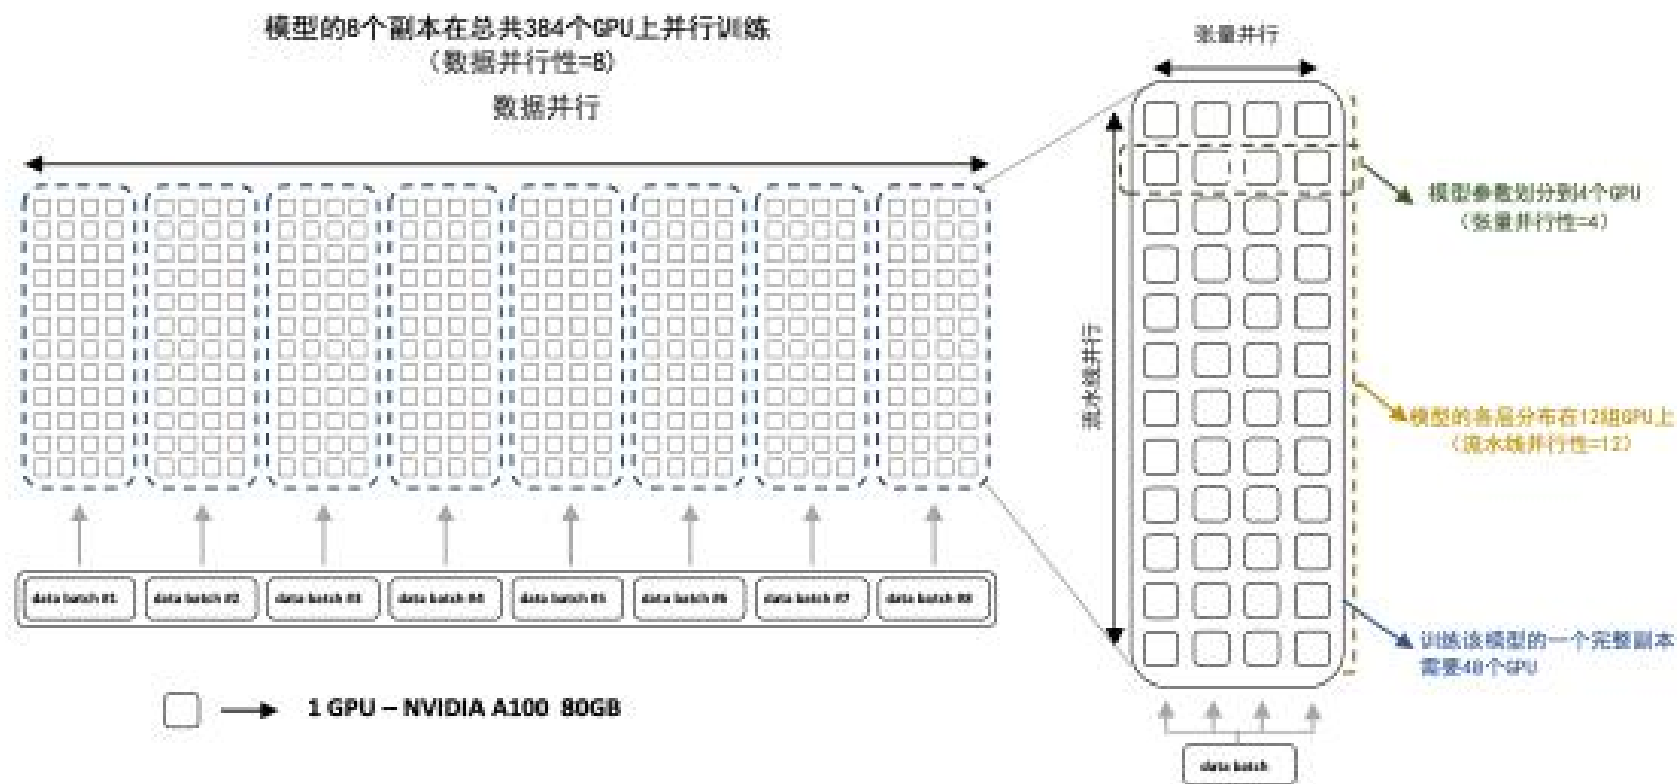 模型的8个副本在总共384个GPU上并行训练
（数据并行性=8）
数据并行
data batch #1
data batch #2
data batch #3
data batch #4
data batch #5
data batch #6
data batch #7
data batch #8
1 GPU – NVIDIA A100 80GB
张量并行
流水线并行
模型参数划分到4个GPU
（张量并行性=4）
模型的各层分布在12组GPU上
（流水线并行性=12）
训练该模型的一个完整副本
需要48个GPU
data batch